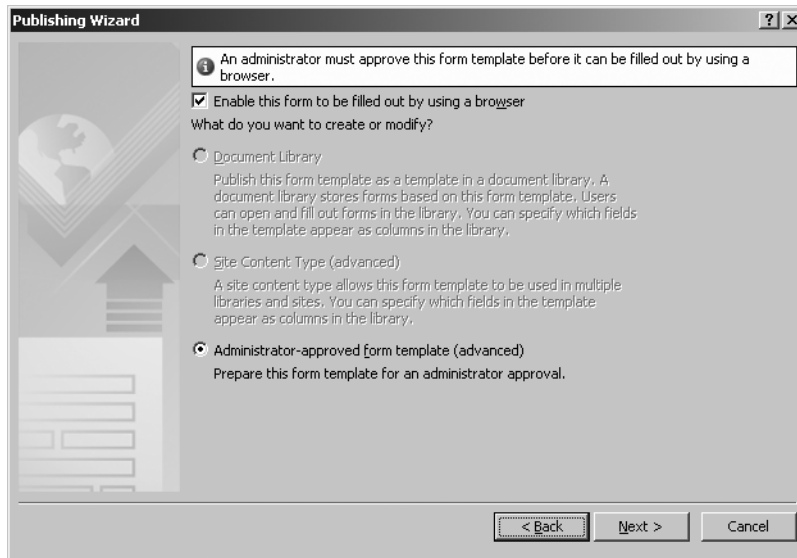 Publishing Wizard
An administrator must approve this form template before it can be filled out by using a
browser.
Enable this form to be filled out by using a browser
What do you want to create or modify?
Document Library
Publish this form template as a template in a document library. A
document library stores forms based on this form template. Users
can open and fill out forms in the library. You can specify which fields
in the template appear as columns in the library.
Site Content Type (advanced)
A site content type allows this form template to be used in multiple
libraries and sites. You can specify which fields in the template
appear as columns in the library.
Administrator-approved form template (advanced)
Prepare this form template for an administrator approval.
< Back Next > Cancel